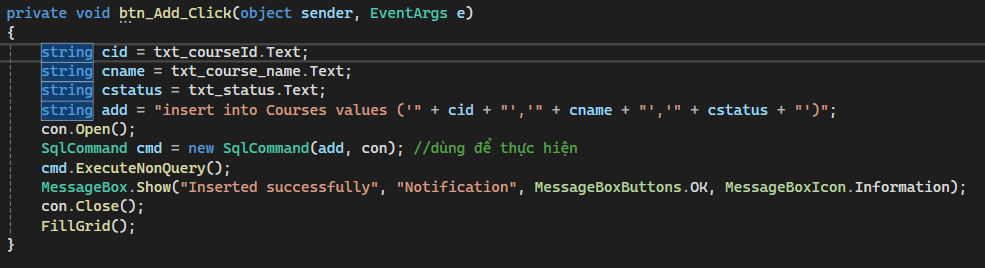 private void btn_Add_Click(object sender, EventArgs e)
{
string cid = txt_courseId.Text;
string cname = txt_course_name.Text;
string cstatus = txt_status.Text;
string add = "insert into Courses values ('" + cid + "','" + cname + "','" + cstatus + "')";
con.Open();
SqlCommand cmd = new SqlCommand(add, con); //dùng để thực hiện
cmd.ExecuteNonQuery();
MessageBox.Show("Inserted successfully", "Notification", MessageBoxButtons.OK, MessageBoxIcon.Information);
con.Close();
FillGrid();
}